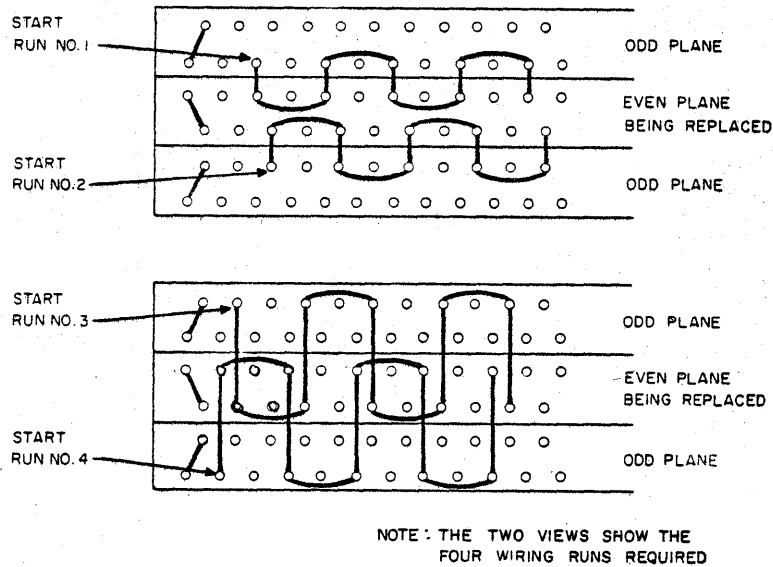 START
RUN NO. 1
ODD PLANE
EVEN PLANE
BEING REPLACED
START
RUN NO. 2
ODD PLANE
START
RUN NO. 3
ODD PLANE
EVEN PLANE
BEING REPLACED
START
RUN NO. 4
ODD PLANE
NOTE: THE TWO VIEWS SHOW THE
FOUR WIRING RUNS REQUIRED